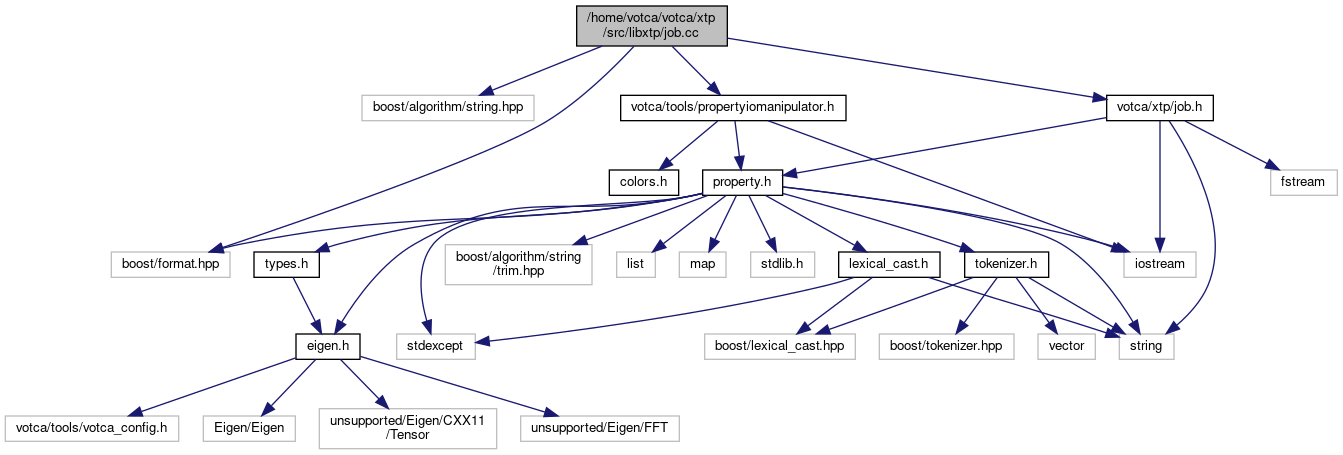 /home/votca/votca/xtp
/src/libxtp/job.cc
boost/algorithm/string.hpp
votca/tools/propertyiomanipulator.h
votca/xtp/job.h
colors.h
property.h
fstream
boost/format.hpp
types.h
boost/algorithm/string
/trim.hpp
list
map
stdlib.h
lexical_cast.h
tokenizer.h
iostream
eigen.h
stdexcept
boost/lexical_cast.hpp
boost/tokenizer.hpp
vector
string
votca/tools/votca_config.h
Eigen/Eigen
unsupported/Eigen/CXX11
/Tensor
unsupported/Eigen/FFT